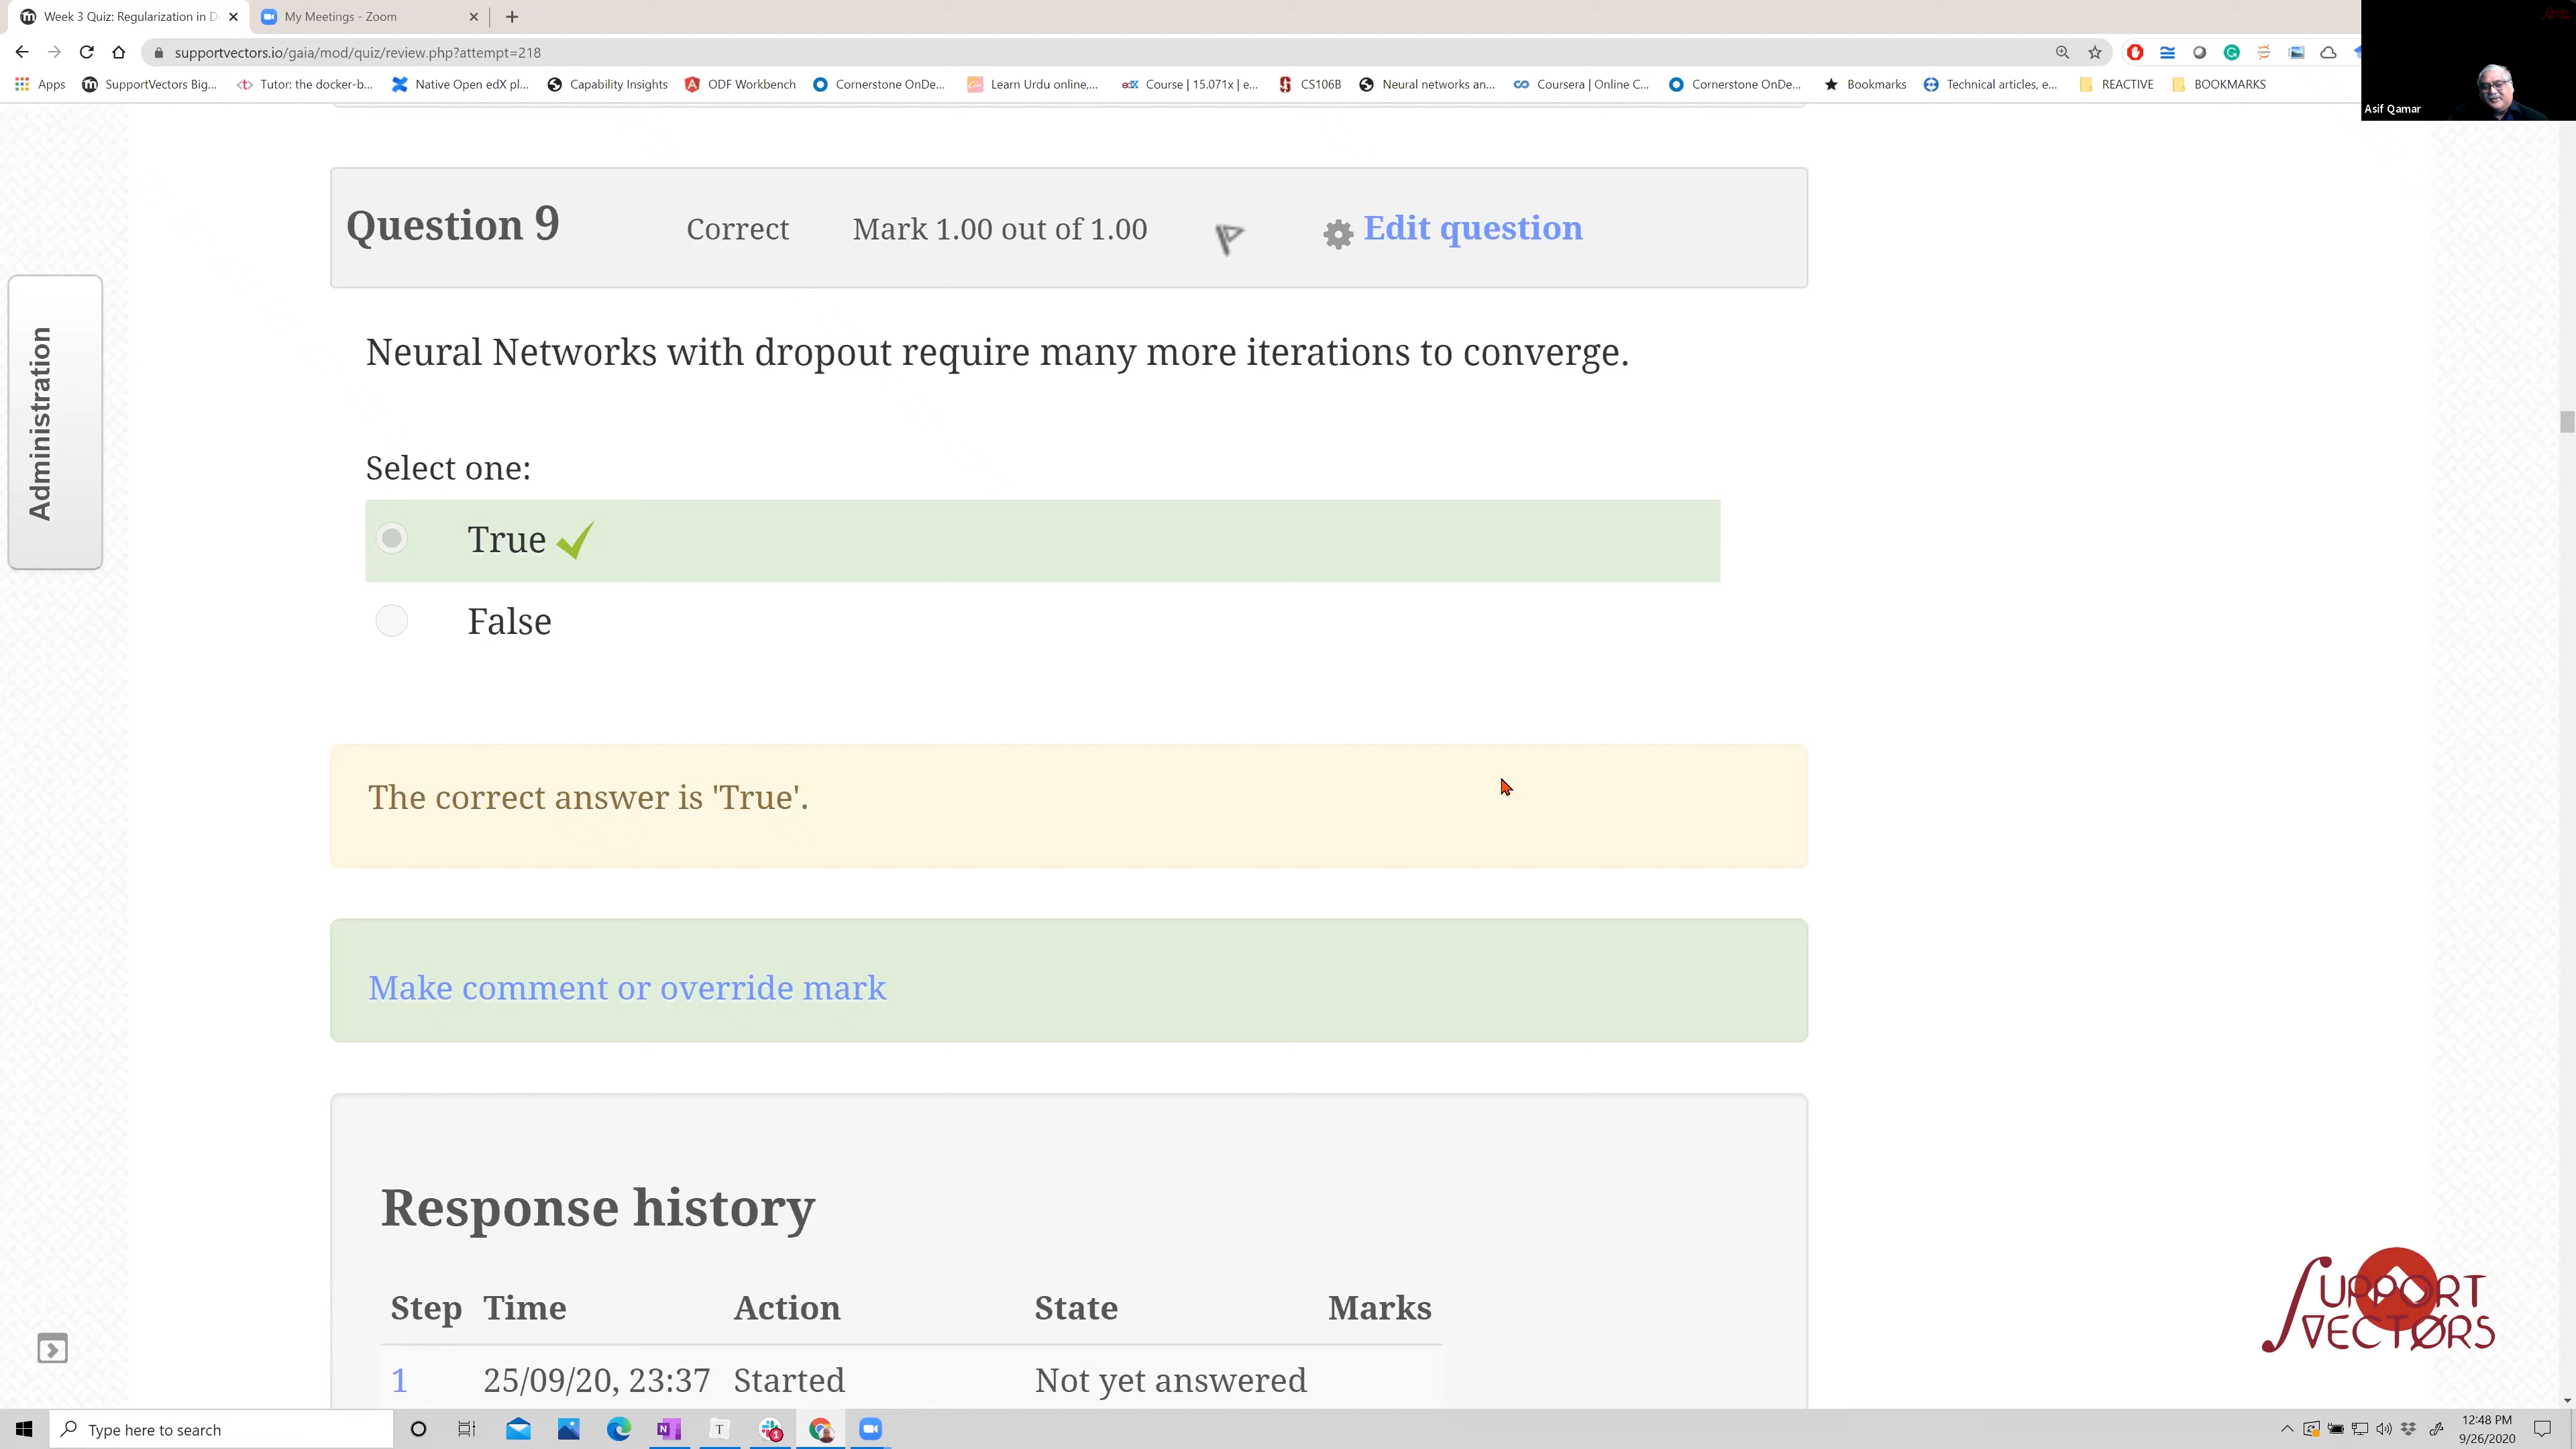 Week 3 Quiz: Regularization in D
My Meetings - Zoom
supportvectors.io/gaia/mod/quiz/review.php?attempt=218
Apps
SupportVectors Big...
Tutor: the docker-b...
Native Open edX pl...
Capability Insights
ODF Workbench
Cornerstone OnDe...
Learn Urdu online,...
edX Course | 15.071x | e...
CS106B
Neural networks an...
Coursera | Online C...
Cornerstone OnDe...
Bookmarks
Technical articles, e...
REACTIVE
BOOKMARKS
Asif Qamar
Question 9 Correct Mark 1.00 out of 1.00 Edit question
Administration
Neural Networks with dropout require many more iterations to converge.
Select one:
True
False
The correct answer is 'True'.
Make comment or override mark
Response history
Step Time Action State Marks
1 25/09/20, 23:37 Started Not yet answered
SUPPORT
VECTORS
Type here to search
T
1
12:48 PM
9/26/2020